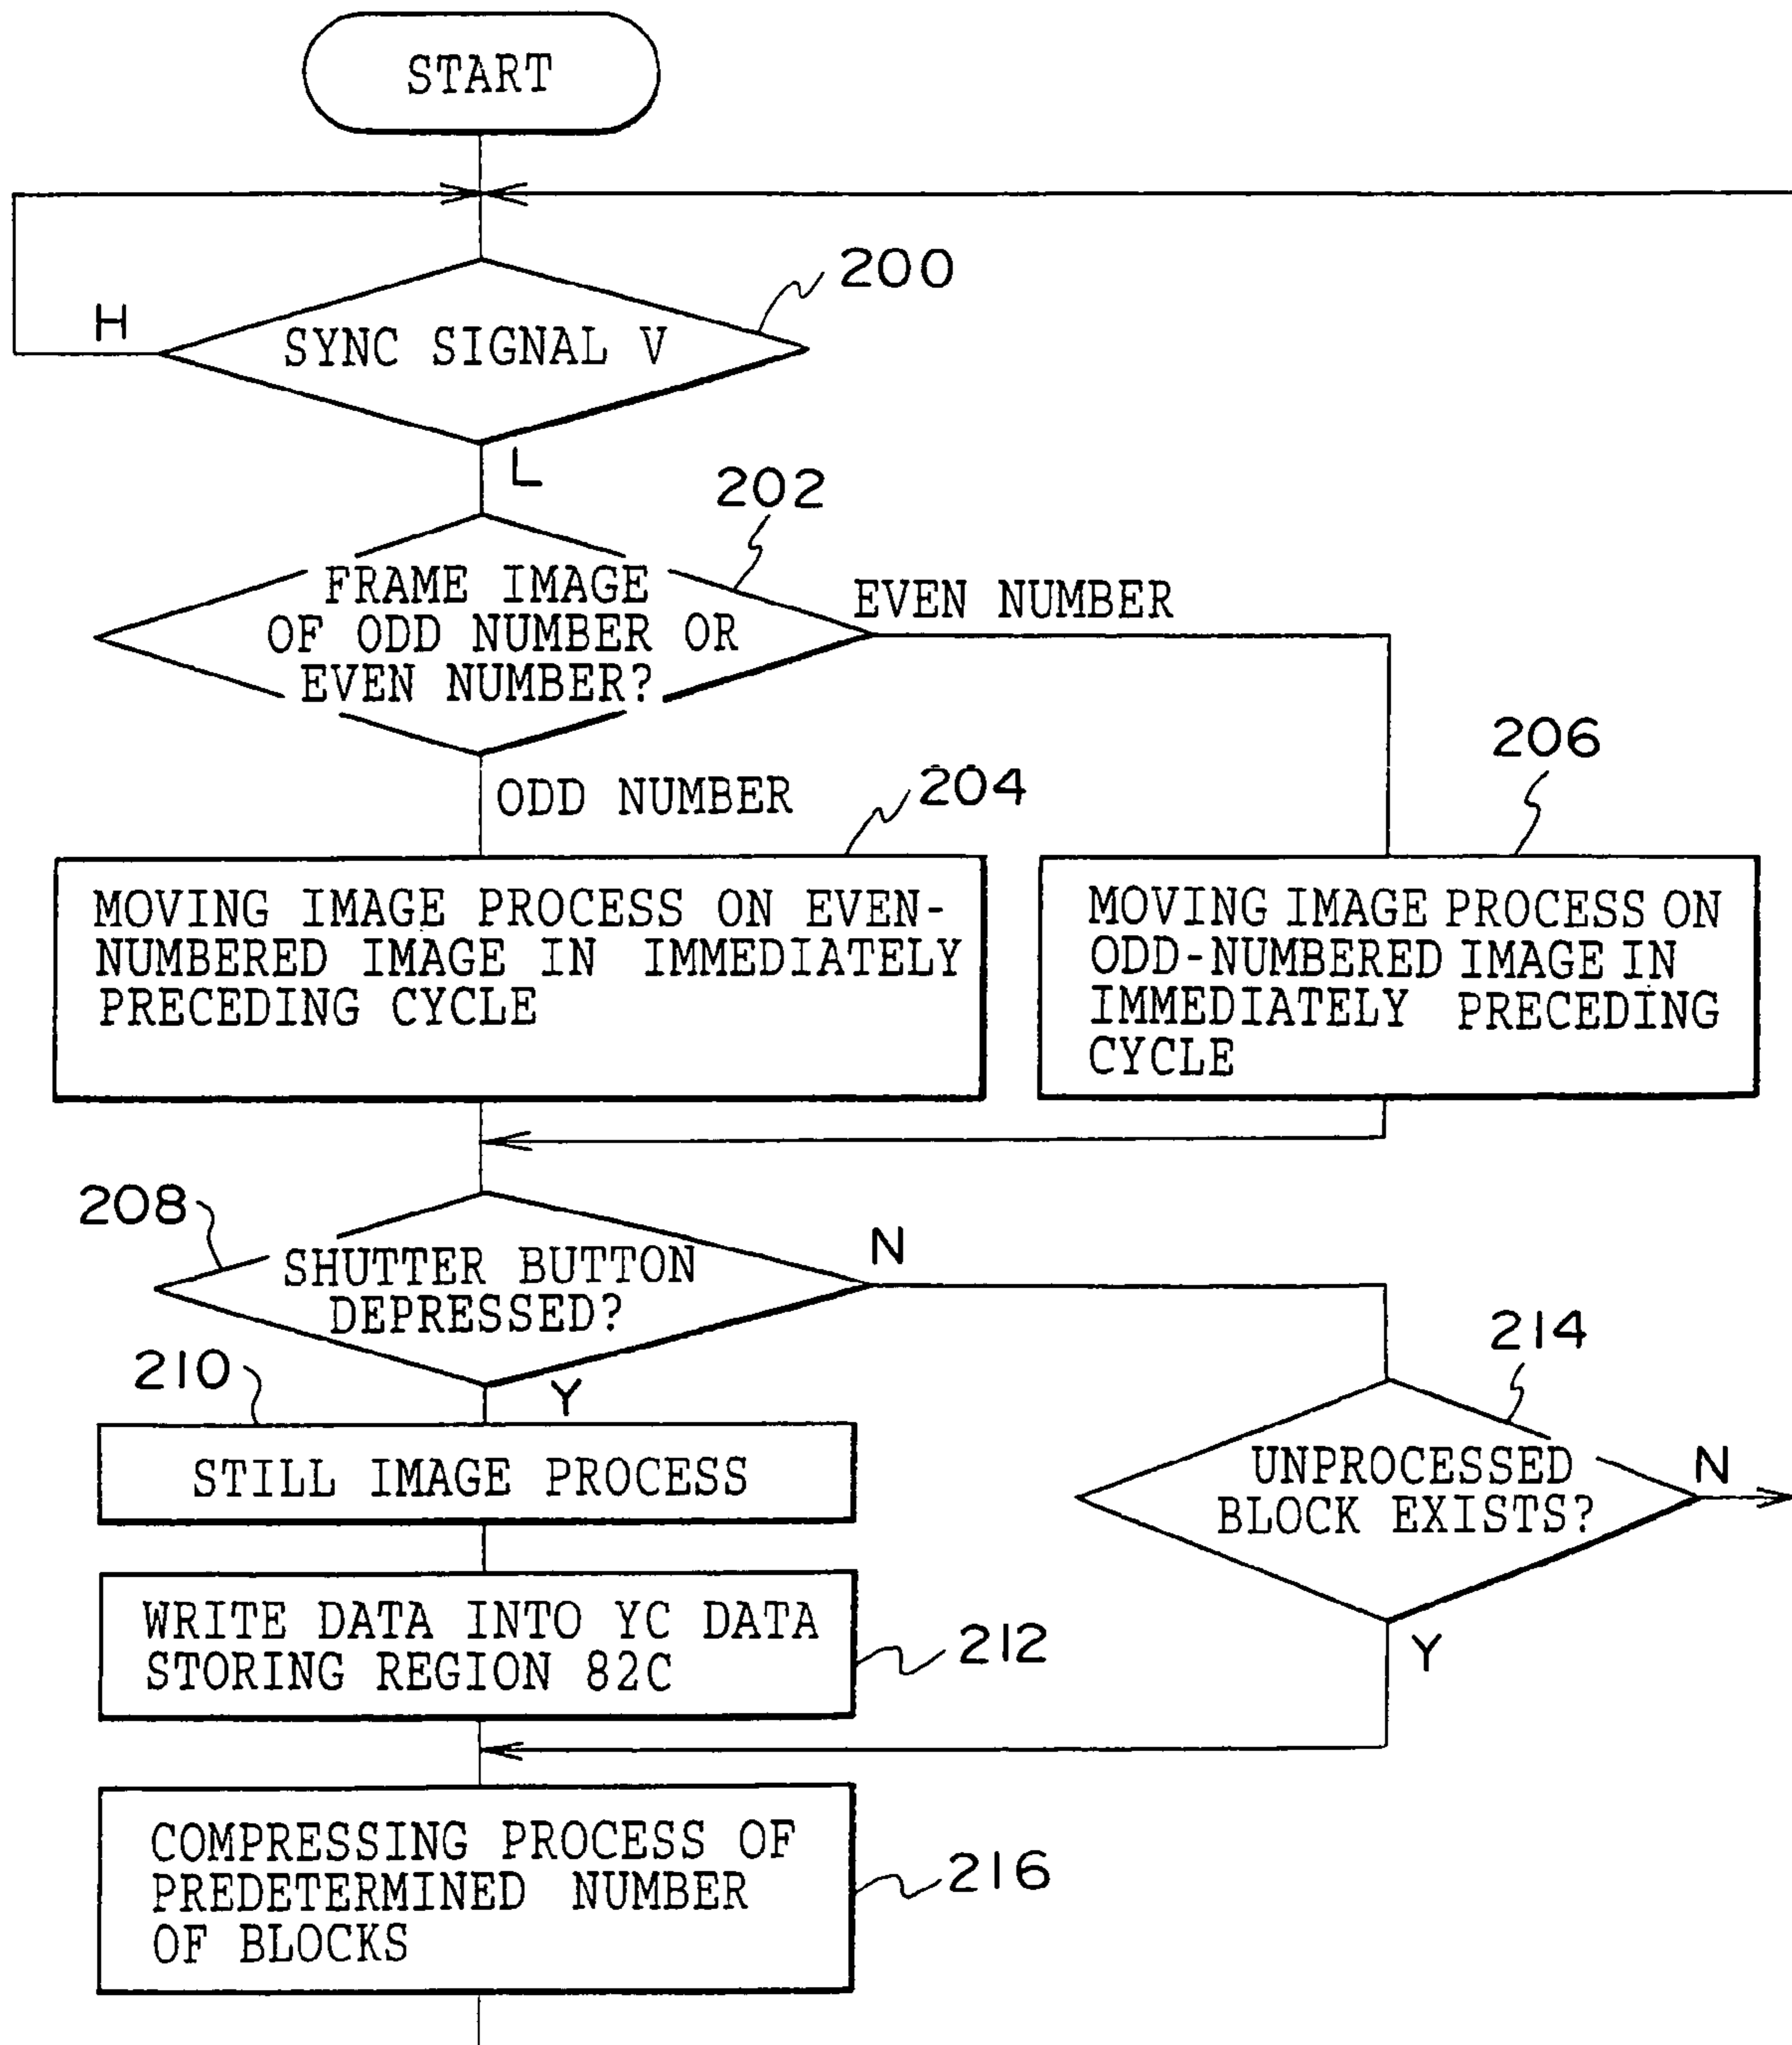 START
200
H
SYNC SIGNAL V
L
202
FRAME IMAGE
OF ODD NUMBER OR
EVEN NUMBER?
EVEN NUMBER
ODD NUMBER
204
206
MOVING IMAGE PROCESS ON EVEN-
NUMBERED IMAGE IN IMMEDIATELY
PRECEDING CYCLE
MOVING IMAGE PROCESS ON
ODD-NUMBERED IMAGE IN
IMMEDIATELY PRECEDING
CYCLE
208
SHUTTER BUTTON
DEPRESSED?
N
Y
210
STILL IMAGE PROCESS
214
UNPROCESSED
BLOCK EXISTS?
N
Y
WRITE DATA INTO YC DATA
STORING REGION 82C
212
COMPRESSING PROCESS OF
PREDETERMINED NUMBER
OF BLOCKS
216